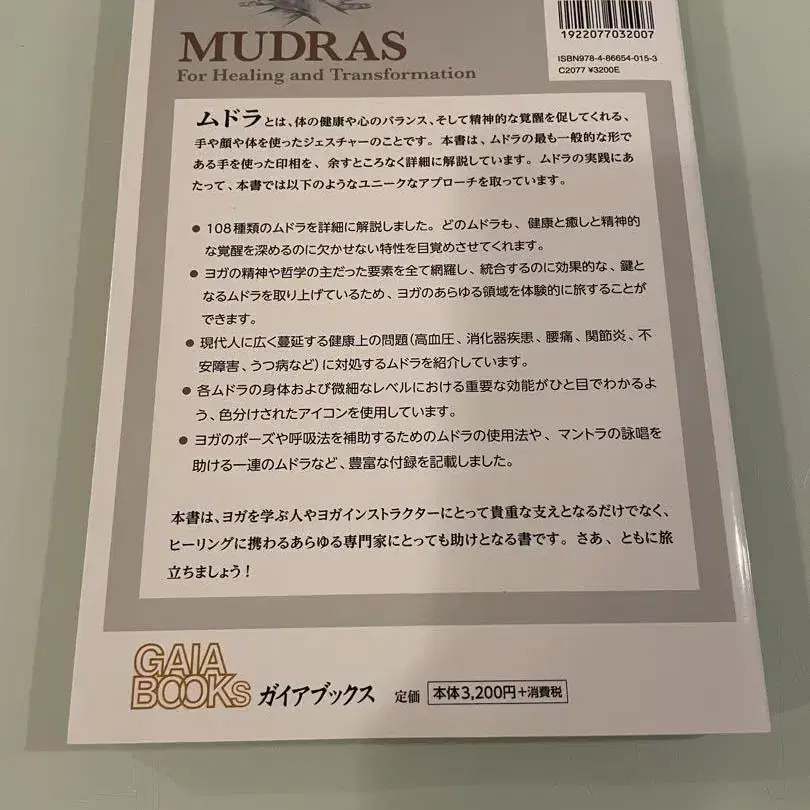 MUDRAS
For Healing and Transformation
1922077032007
ISBN978-4-86654-015-3
C2077 ¥3200E
ムドラとは、体の健康や心のバランス、そして精神的な覚醒を促してくれる、
手や顔や体を使ったジェスチャーのことです。本書は、ムドラの最も一般的な形で
ある手を使った印相を、余すところなく詳細に解説しています。ムドラの実践にあ
たって、本書では以下のようなユニークなアプローチを取っています。
● 108種類のムドラを詳細に解説しました。どのムドラも、健康と癒しと精神的
な覚醒を深めるのに欠かせない特性を目覚めさせてくれます。
● ヨガの精神や哲学の主だった要素を全て網羅し、統合するのに効果的な、鍵と
なるムドラを取り上げているため、ヨガのあらゆる領域を体験的に旅することが
できます。
● 現代人に広く蔓延する健康上の問題(高血圧、消化器疾患、腰痛、関節炎、不
安障害、うつ病など)に対処するムドラを紹介しています。
● 各ムドラの身体および微細なレベルにおける重要な効能がひと目でわかるよ
う、色分けされたアイコンを使用しています。
● ヨガのポーズや呼吸法を補助するためのムドラの使用法や、マントラの詠唱を
助ける一連のムドラなど、豊富な付録を記載しました。
本書は、ヨガを学ぶ人やヨガインストラクターにとって貴重な支えとなるだけでなく、
ヒーリングに携わるあらゆる専門家にとっても助けとなる書です。さあ、ともに旅
立ちましょう!
GAIA
BOOKS ガイアブックス 定価 本体3,200円+消費税